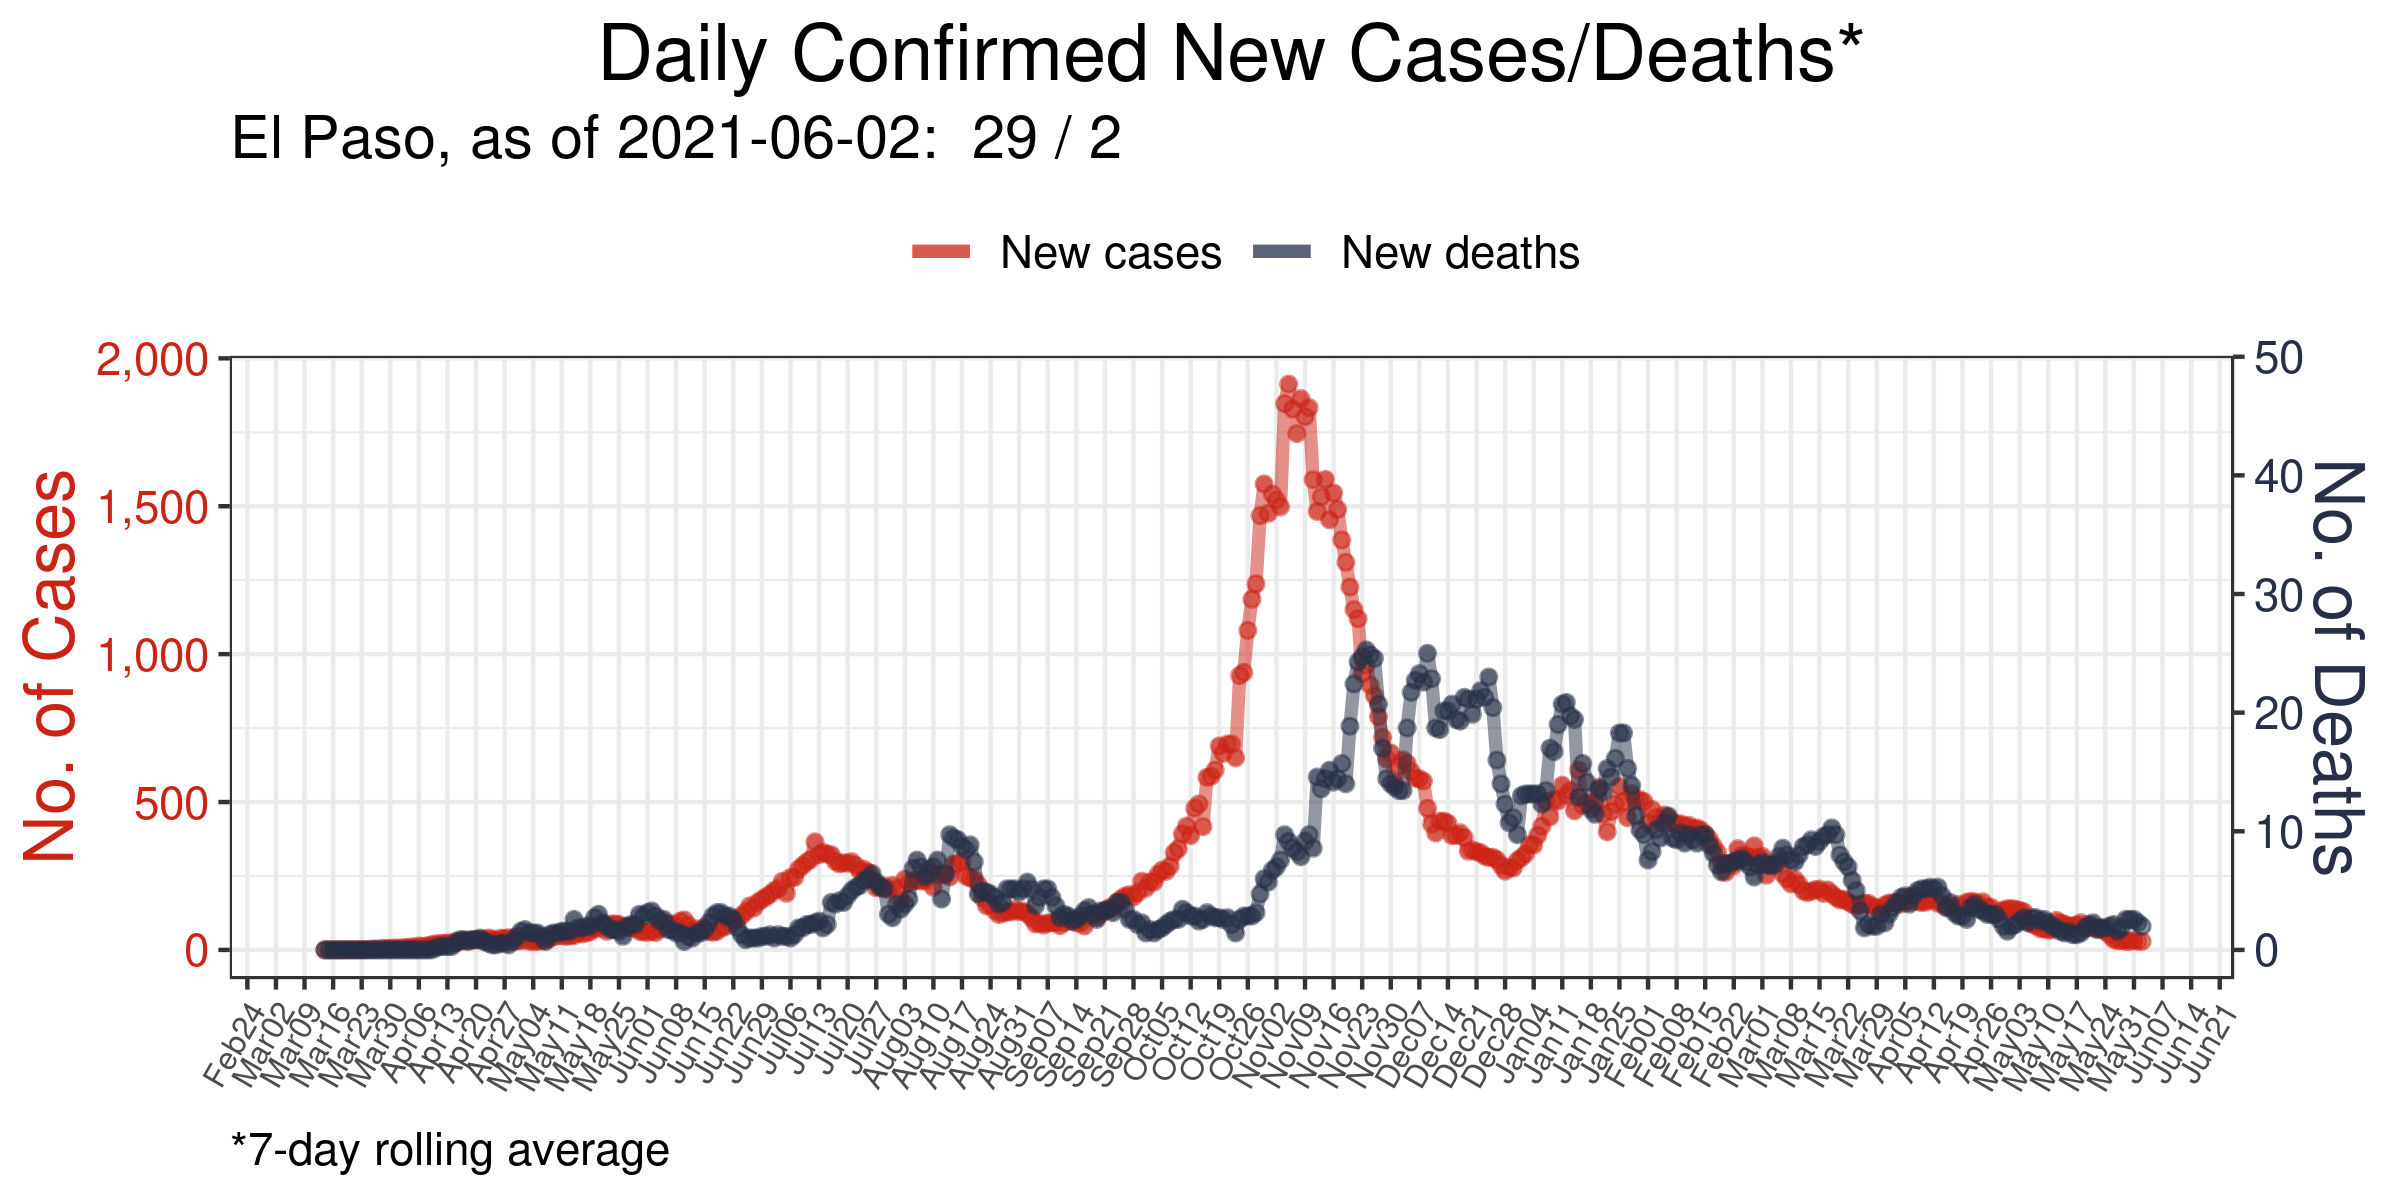 Daily Confirmed New Cases/Deaths*
El Paso, as of 2021-06-02:  29 / 2
New cases New deaths
No. of Cases
2,000
1,500
1,000
500
0
50
40
30
20
10
0
No. of Deaths
Feb24 Mar02 Mar09 Mar16 Mar23 Mar30 Apr06 Apr13 Apr20 Apr27 May04 May11 May18 May25 Jun01 Jun08 Jun15 Jun22 Jun29 Jul06 Jul13 Jul20 Jul27 Aug03 Aug10 Aug17 Aug24 Aug31 Sep07 Sep14 Sep21 Sep28 Oct05 Oct12 Oct19 Oct26 Nov02 Nov09 Nov16 Nov23 Nov30 Dec07 Dec14 Dec21 Dec28 Jan04 Jan11 Jan18 Jan25 Feb01 Feb08 Feb15 Feb22 Mar01 Mar08 Mar15 Mar22 Mar29 Apr05 Apr12 Apr19 Apr26 May03 May10 May17 May24 May31 Jun07 Jun14 Jun21
*7-day rolling average